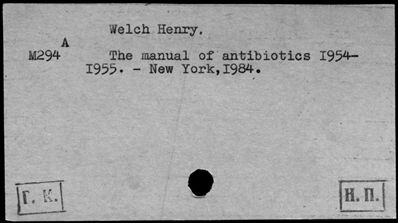 Welch Henry.
A
M294 The manual of antibiotics 1954-
1955. - New York,1984.
Г. К.
Н. П.